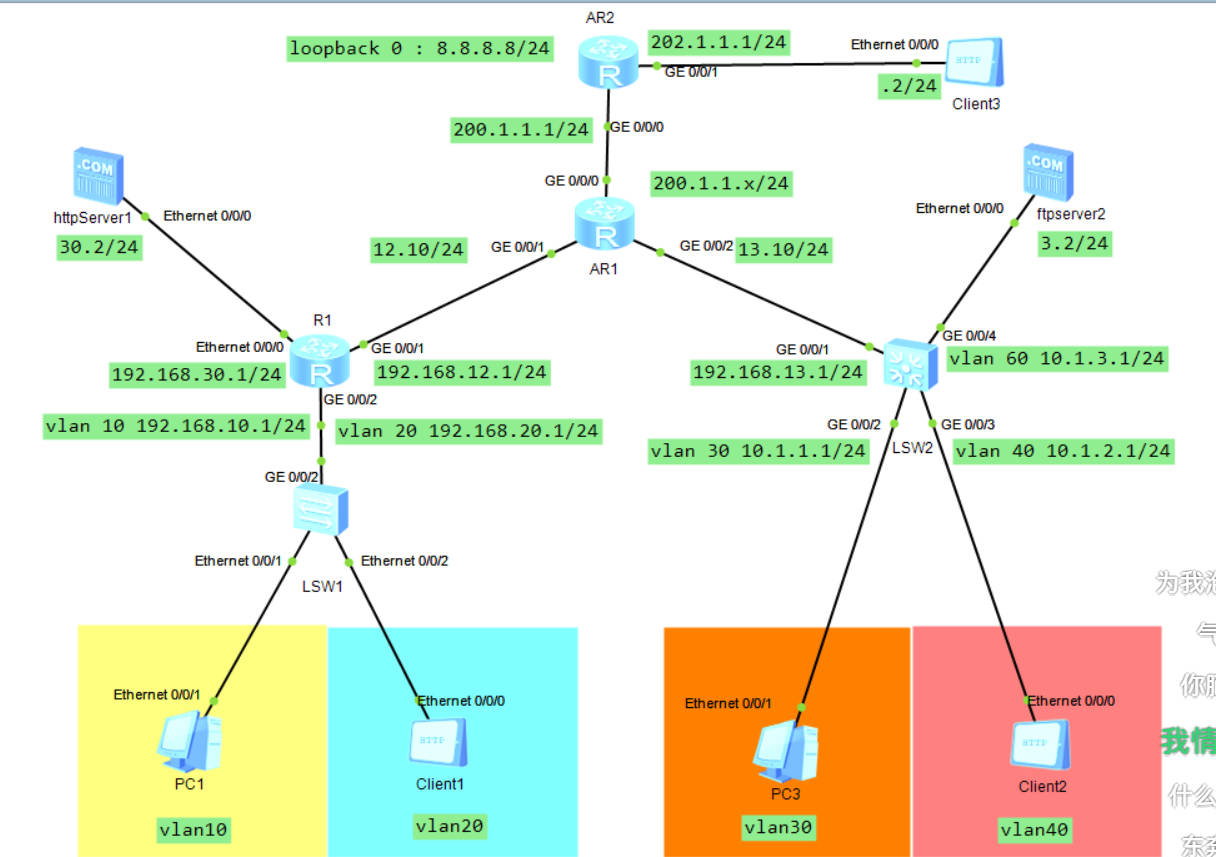 AR2
loopback 0 : 8.8.8.8/24
202.1.1.1/24
Ethernet 0/0/0
GE 0/0/1
HTTP
.2/24
Client3
200.1.1.1/24
GE 0/0/0
.COM
httpServer1
Ethernet 0/0/0
30.2/24
GE 0/0/0
200.1.1.x/24
R
AR1
12.10/24
GE 0/0/1
GE 0/0/2
13.10/24
.COM
Ethernet 0/0/0
ftpserver2
3.2/24
R1
Ethernet 0/0/0
GE 0/0/1
192.168.30.1/24
192.168.12.1/24
R
GE 0/0/2
GE 0/0/1
192.168.13.1/24
GE 0/0/4
vlan 60 10.1.3.1/24
vlan 10 192.168.10.1/24
vlan 20 192.168.20.1/24
GE 0/0/2
GE 0/0/3
vlan 30 10.1.1.1/24
LSW2
vlan 40 10.1.2.1/24
GE 0/0/2
Ethernet 0/0/1
Ethernet 0/0/2
LSW1
Ethernet 0/0/1
Ethernet 0/0/0
HTTP
PC1
Client1
vlan10
vlan20
Ethernet 0/0/1
Ethernet 0/0/0
HTTP
PC3
Client2
vlan30
vlan40
为我
气
你
我情
什么
东